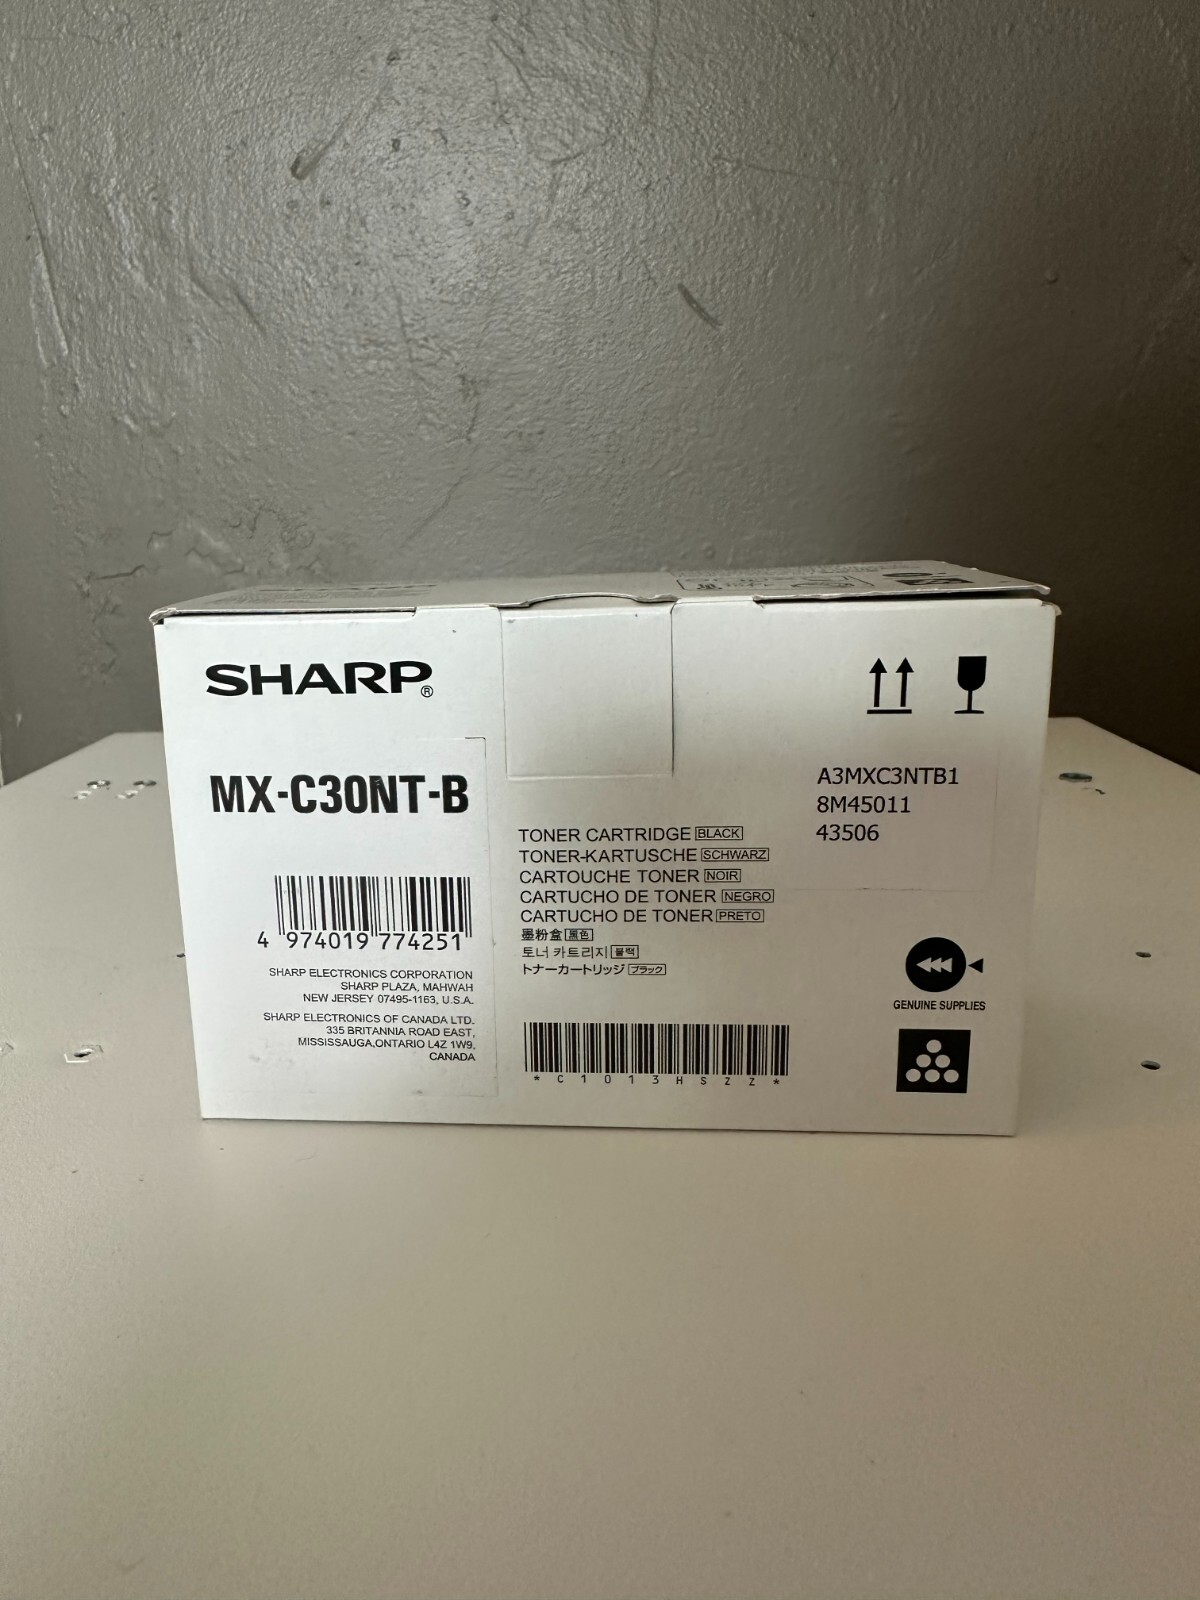 SHARP
SHARP®
MX-C30NT-B
4 974019 774251
SHARP ELECTRONICS CORPORATION
SHARP PLAZA, MAHWAH
NEW JERSEY 07495-1163, U.S.A.
SHARP ELECTRONICS OF CANADA LTD.
335 BRITANNIA ROAD EAST,
MISSISSAUGA,ONTARIO L4Z 1W9,
CANADA
TONER CARTRIDGE BLACK
TONER-KARTUSCHE SCHWARZ
CARTOUCHE TONER NOIR
CARTUCHO DE TONER NEGRO
CARTUCHO DE TONER PRETO
墨粉盒 黑色
토너 카트리지 블랙
トナーカートリッジ ブラック
*C1013HSZZ*
A3MXC3NTB1
8M45011
43506
GENUINE SUPPLIES